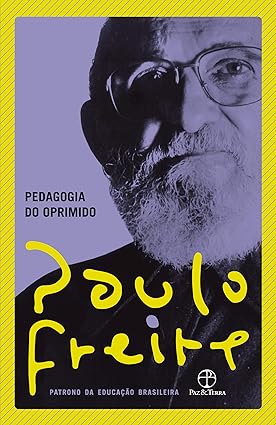 PEDAGOGIA
DO OPRIMIDO
Paulo
Freire
PATRONO DA EDUCAÇÃO BRASILEIRA
PAZ & TERRA